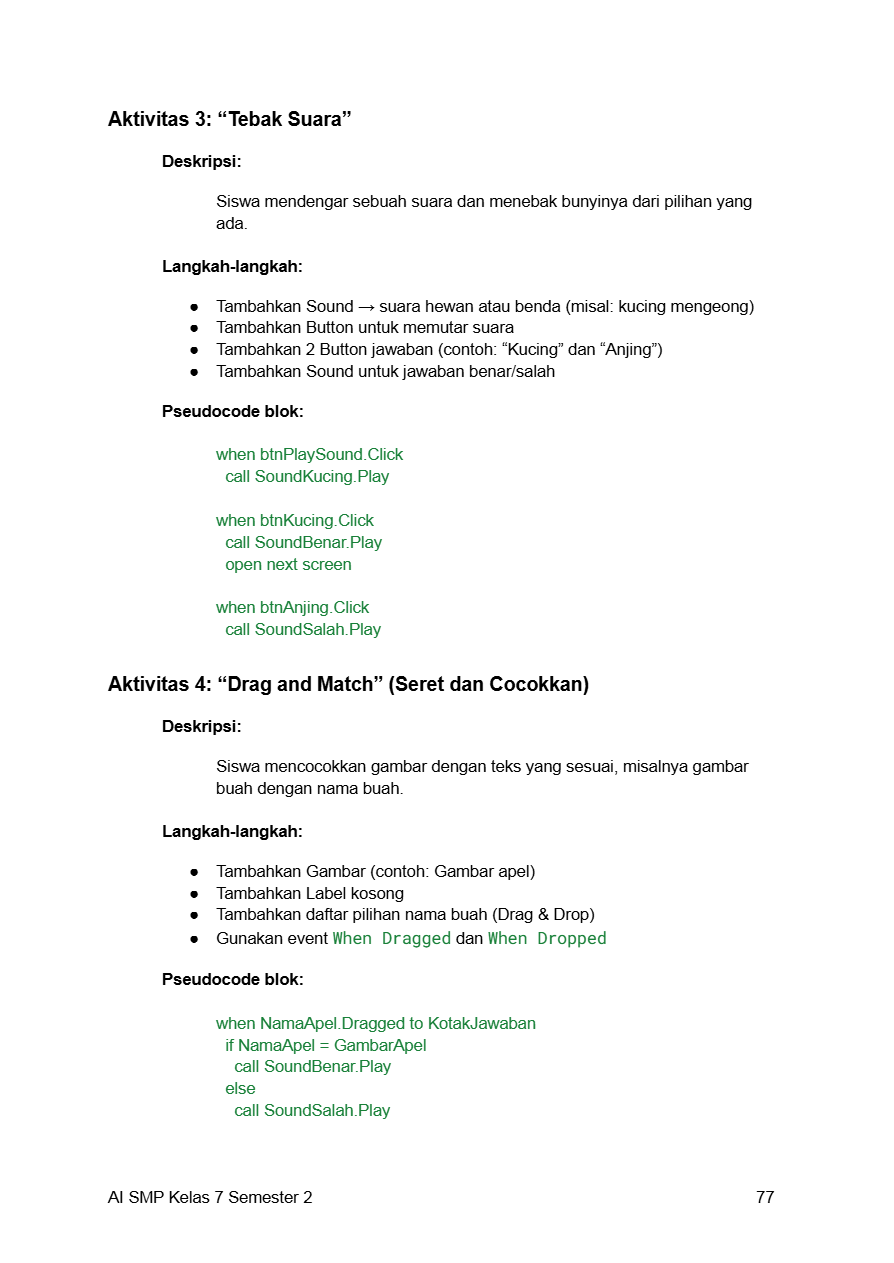 Aktivitas 3: “Tebak Suara”
Deskripsi:
Siswa mendengar sebuah suara dan menebak bunyinya dari pilihan yang
ada.
Langkah-langkah:
● Tambahkan Sound → suara hewan atau benda (misal: kucing mengeong)
● Tambahkan Button untuk memutar suara
● Tambahkan 2 Button jawaban (contoh: “Kucing” dan “Anjing”)
● Tambahkan Sound untuk jawaban benar/salah
Pseudocode blok:
when btnPlaySound.Click
call SoundKucing.Play
when btnKucing.Click
call SoundBenar.Play
open next screen
when btnAnjing.Click
call SoundSalah.Play
Aktivitas 4: “Drag and Match” (Seret dan Cocokkan)
Deskripsi:
Siswa mencocokkan gambar dengan teks yang sesuai, misalnya gambar
buah dengan nama buah.
Langkah-langkah:
● Tambahkan Gambar (contoh: Gambar apel)
● Tambahkan Label kosong
● Tambahkan daftar pilihan nama buah (Drag & Drop)
● Gunakan event When Dragged dan When Dropped
Pseudocode blok:
when NamaApel.Dragged to KotakJawaban
if NamaApel = GambarApel
call SoundBenar.Play
else
call SoundSalah.Play
AI SMP Kelas 7 Semester 2 77